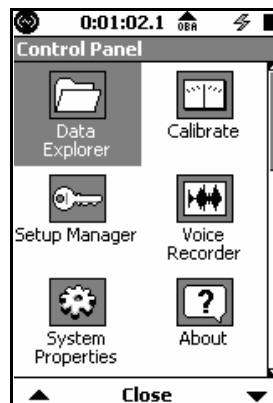 0:01:02.1 OBA
Control Panel
Data Calibrate
Explorer
Setup Manager Voice
Recorder
?
System About
Properties
Close